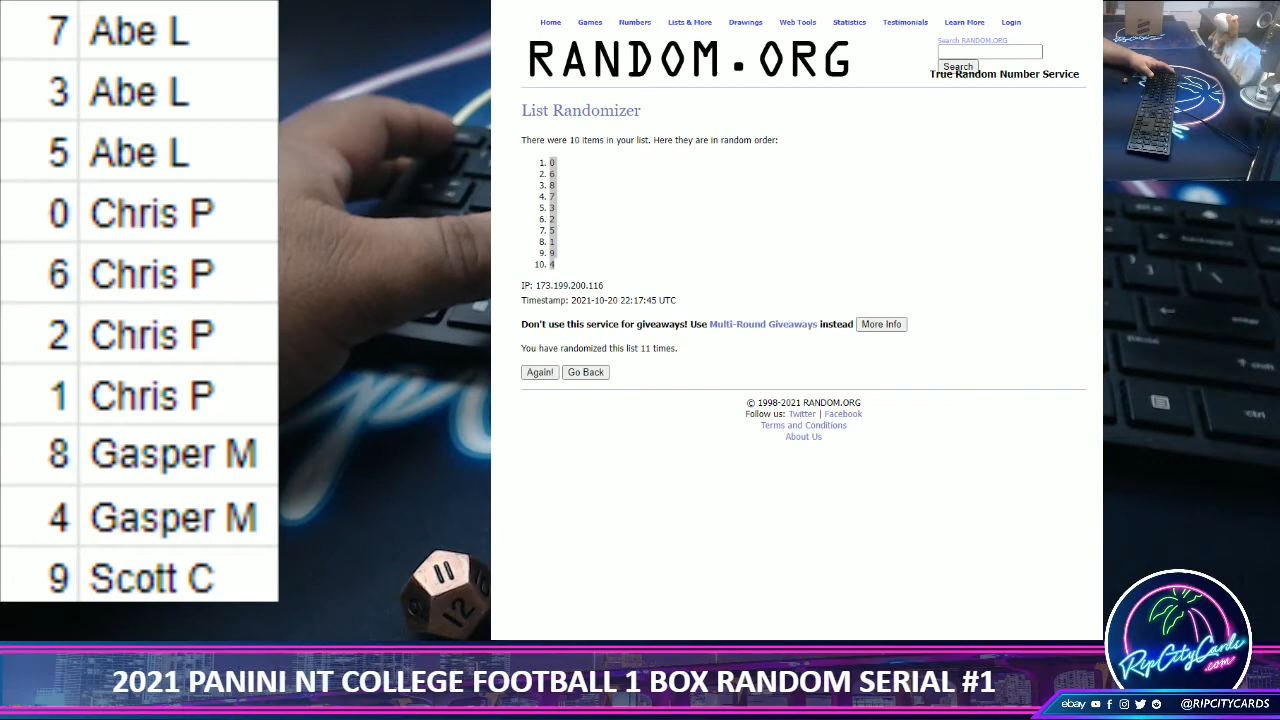 7 Abe L
3 Abe L
5 Abe L
0 Chris P
6 Chris P
2 Chris P
1 Chris P
8 Gasper M
4 Gasper M
9 Scott C
Home Games Numbers Lists & More Drawings Web Tools Statistics Testimonials Learn More Login
RANDOM.ORG
Search RANDOM.ORG
Search
True Random Number Service
List Randomizer
There were 10 items in your list. Here they are in random order:
1. 0
2. 6
3. 8
4. 7
5. 3
6. 2
7. 5
8. 1
9. 9
10. 4
IP: 173.199.200.116
Timestamp: 2021-10-20 22:17:45 UTC
Don't use this service for giveaways! Use Multi-Round Giveaways instead More Info
You have randomized this list 11 times.
Again! Go Back
© 1998-2021 RANDOM.ORG
Follow us: Twitter | Facebook
Terms and Conditions
About Us
11
12
2021 PANINI NT COLLEGE FOOTBALL 1 BOX RANDOM SERIAL #1
RipCityCards
.com
ebay @RIPCITYCARDS